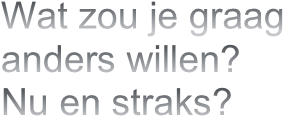 Wat zou je graag
anders willen?
Nu en straks?